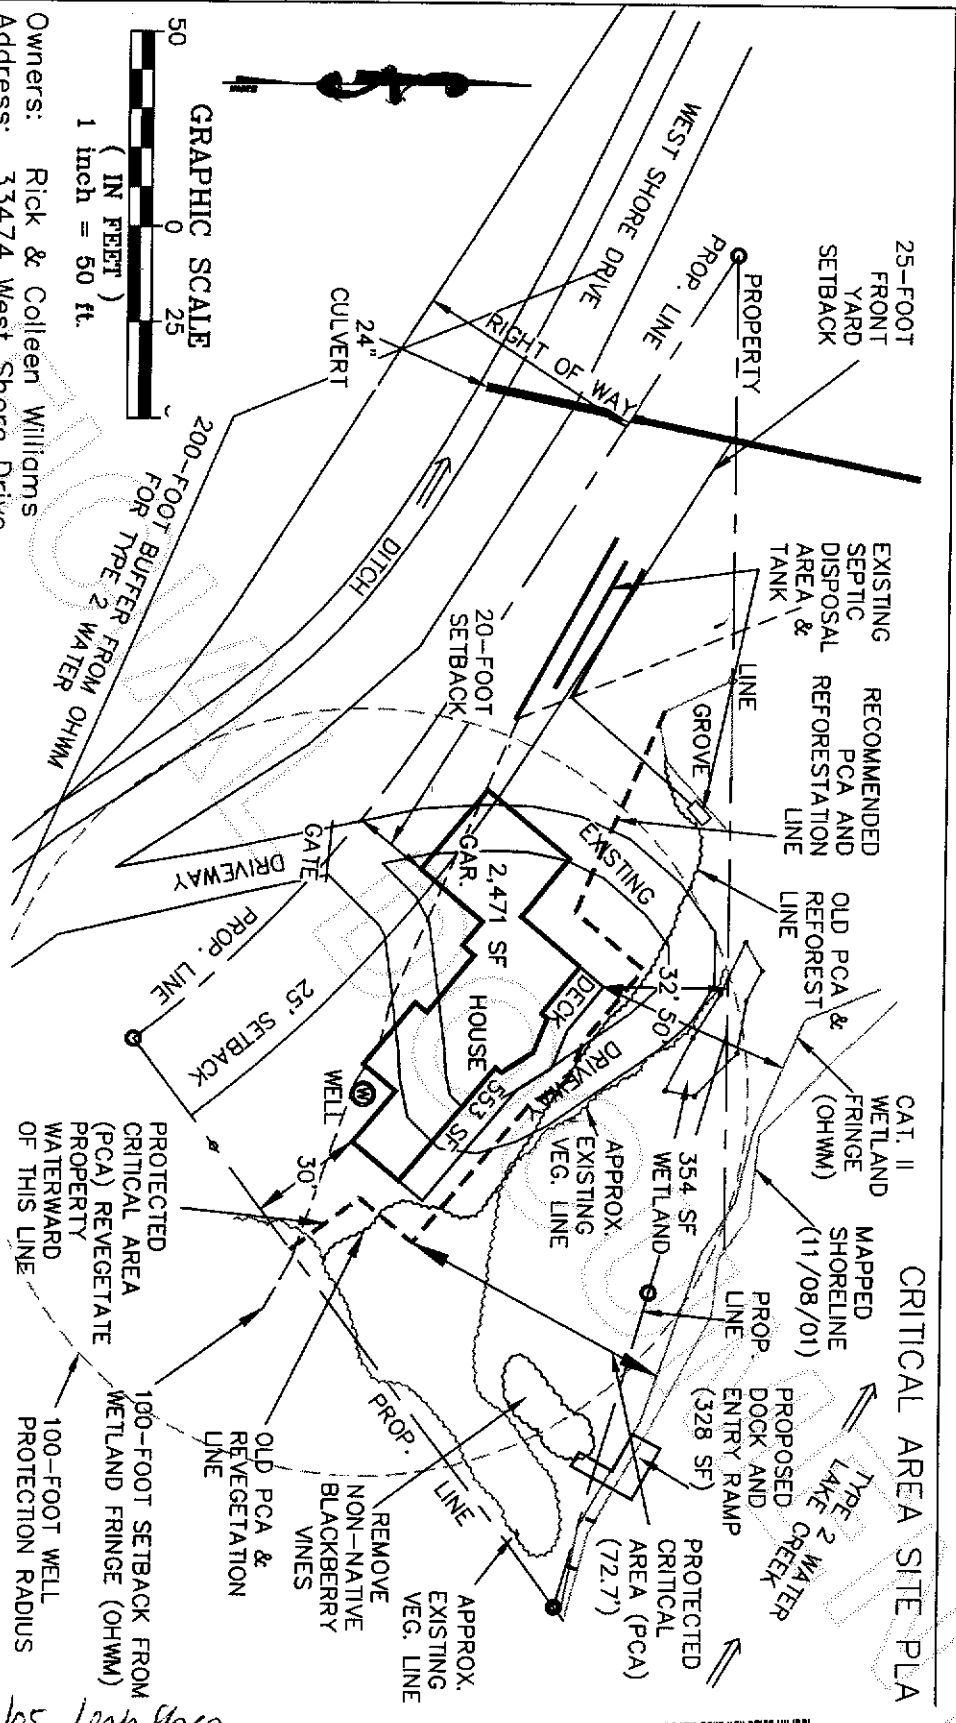 CRITICAL AREA SITE PLA
TYPE 2 WATER
LAKE CREEK
25-FOOT
FRONT
YARD
SETBACK
EXISTING
SEPTIC
DISPOSAL
AREA &
TANK
RECOMMENDED
PCA AND
REFORESTATION
LINE
OLD PCA &
REFOREST
LINE
CAT. II
WETLAND
FRINGE
(OHWM)
MAPPED
SHORELINE
(11/08/01)
PROP.
LINE
PROPOSED
DOCK AND
ENTRY RAMP
(328 SF)
PROTECTED
CRITICAL
AREA (PCA)
(72.7')
PROPERTY
LINE
GROVE
WEST SHORE DRIVE
PROP. LINE
RIGHT OF WAY
24"
CULVERT
DITCH
20-FOOT
SETBACK
EXISTING
DRIVEWAY
32'
50'
354 SF
WETLAND
APPROX.
EXISTING
VEG. LINE
2,471 SF
GAR.
HOUSE
DECK
553 SF
GATE
DRIVEWAY
PROP. LINE
25' SETBACK
WELL
W
30'
PROP.
LINE
REMOVE
NON-NATIVE
BLACKBERRY
VINES
APPROX.
EXISTING
VEG. LINE
OLD PCA &
REVEGETATION
LINE
PROTECTED
CRITICAL AREA
(PCA) REVEGETATE
PROPERTY
WATERWARD
OF THIS LINE
100-FOOT SETBACK FROM
WETLAND FRINGE (OHWM)
100-FOOT WELL
PROTECTION RADIUS
200-FOOT BUFFER FROM
FOR TYPE 2 WATER OHWM
GRAPHIC SCALE
50
0
25
( IN FEET )
1 inch = 50 ft.
Owners: Rick & Colleen Williams
Address: 33474 West Shore Drive